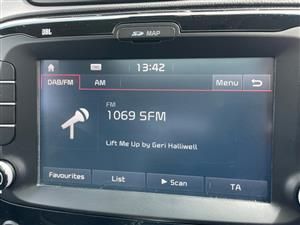 JBL
SD MAP
13:42
DAB/FM AM Menu
FM
1069 SFM
Lift Me Up by Geri Halliwell
Favourites List Scan TA